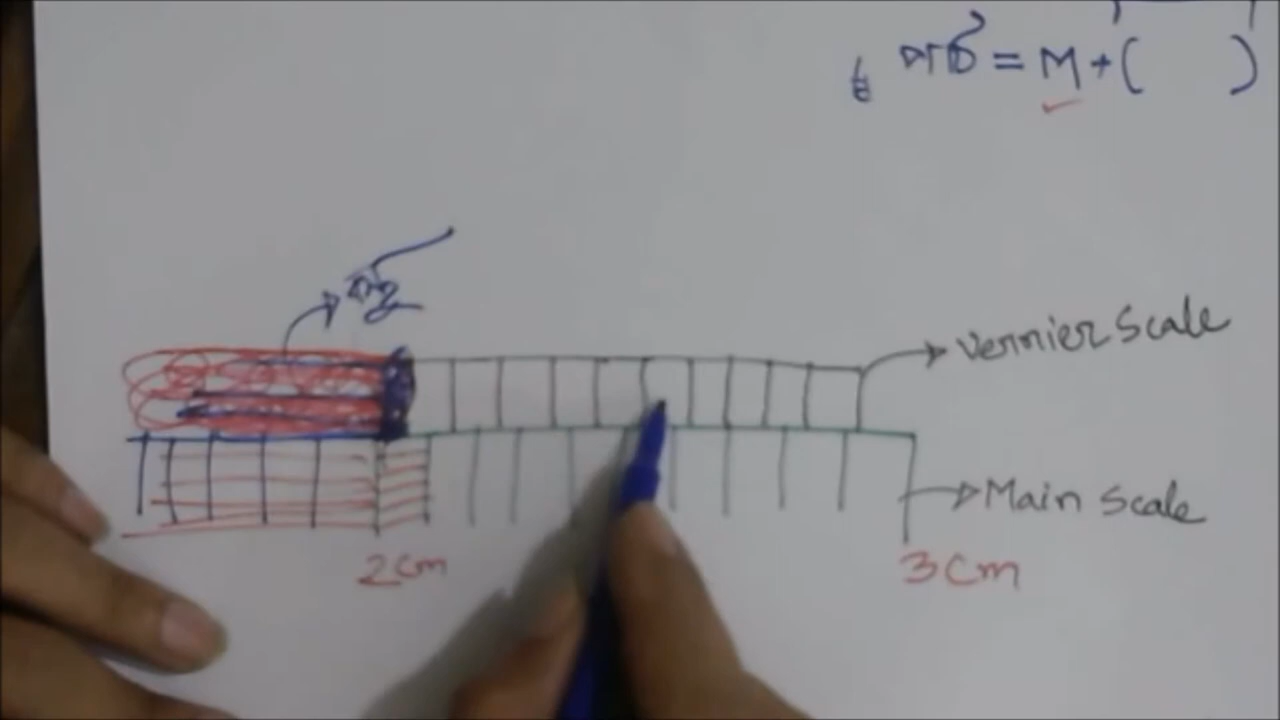 পাঠ = M + ( )
বস্তু
Vernier Scale
Main Scale
2cm
3cm